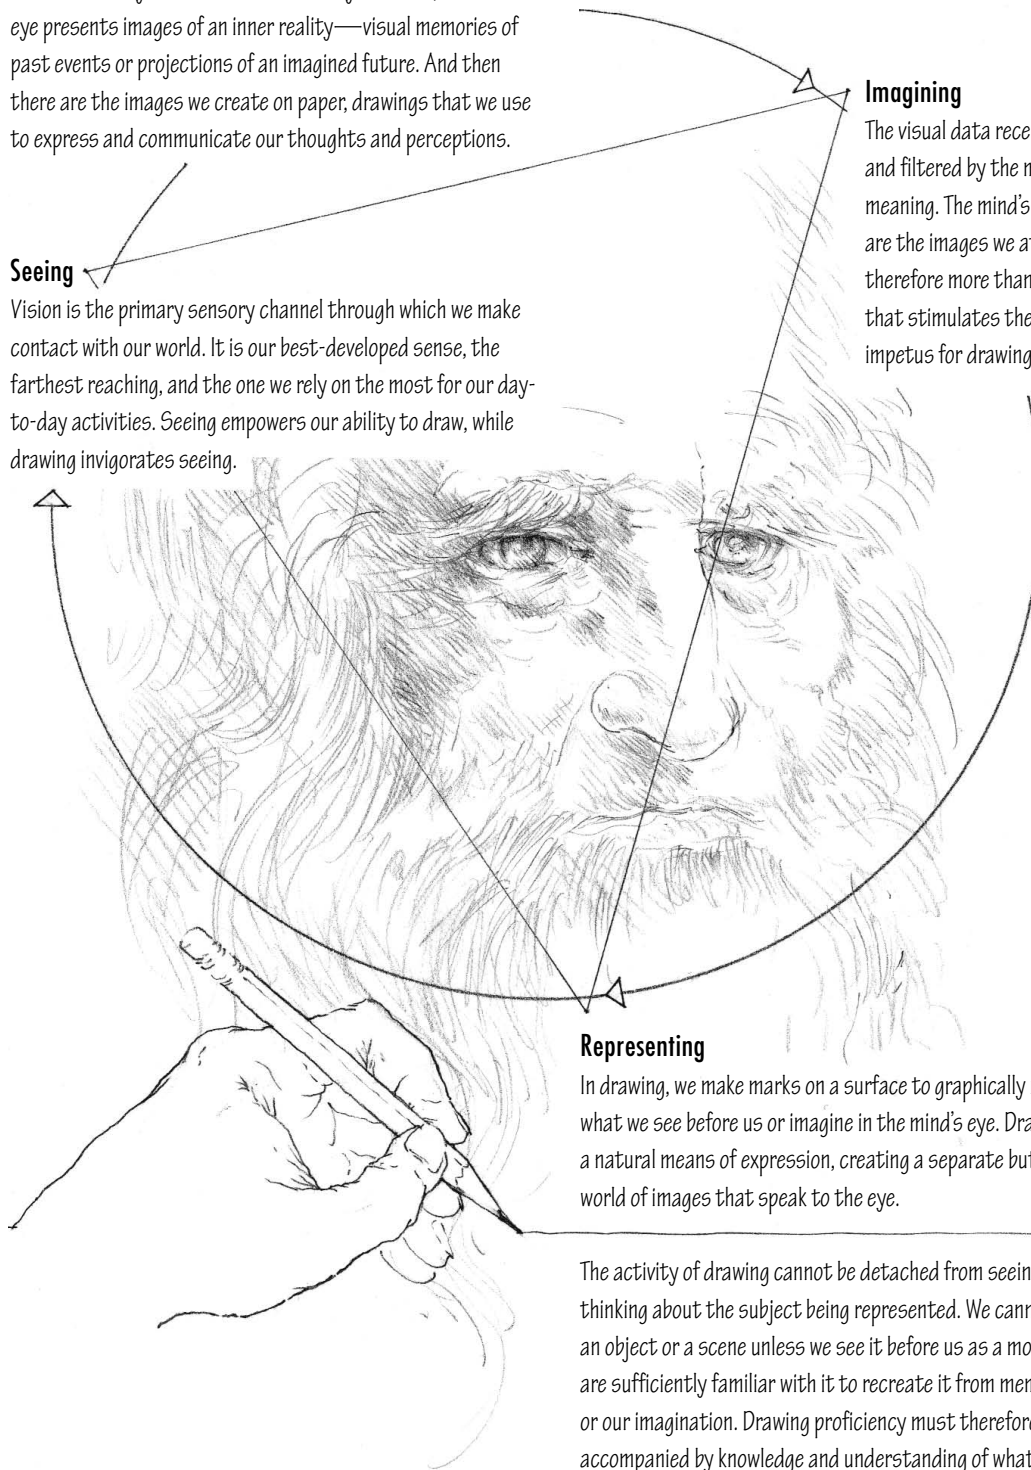 eye presents images of an inner reality—visual memories of
past events or projections of an imagined future. And then
there are the images we create on paper, drawings that we use
to express and communicate our thoughts and perceptions.
Seeing
Vision is the primary sensory channel through which we make
contact with our world. It is our best-developed sense, the
farthest reaching, and the one we rely on the most for our day-
to-day activities. Seeing empowers our ability to draw, while
drawing invigorates seeing.
Imagining
The visual data
and filtered by the
meaning. The mind’s
are the images we
therefore more than
that stimulates the
impetus for drawing
Representing
In drawing, we make marks on a surface to graphically
what we see before us or imagine in the mind’s eye.
a natural means of expression, creating a separate
world of images that speak to the eye.
The activity of drawing cannot be detached from
thinking about the subject being represented. We
an object or a scene unless we see it before us as a
are sufficiently familiar with it to recreate it from
or our imagination. Drawing proficiency must
accompanied by knowledge and understanding of what